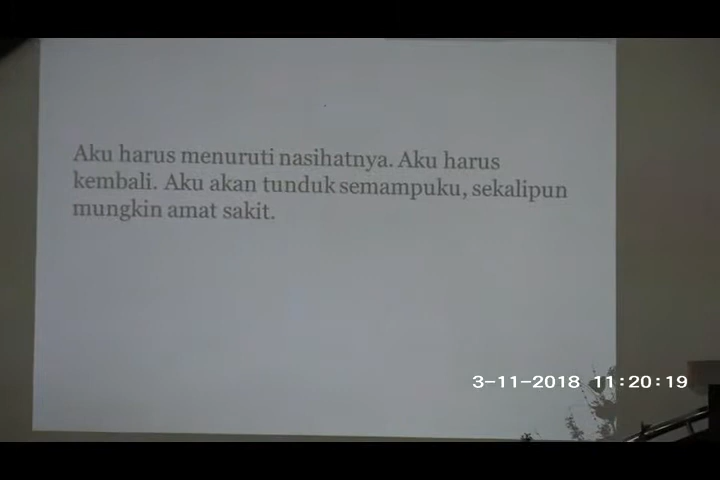 Aku harus menuruti nasihatnya. Aku harus
kembali. Aku akan tunduk semampuku, sekalipun
mungkin amat sakit.
3-11-2018 11:20:19